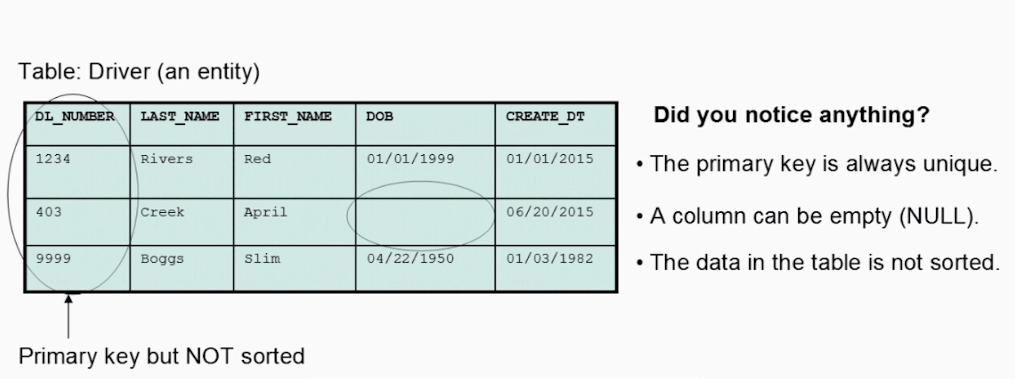 Table: Driver (an entity)
DL_NUMBER LAST_NAME FIRST_NAME DOB CREATE_DT
1234 Rivers Red 01/01/1999 01/01/2015
403 Creek April 06/20/2015
9999 Boggs Slim 04/22/1950 01/03/1982
Primary key but NOT sorted
Did you notice anything?
• The primary key is always unique.
• A column can be empty (NULL).
• The data in the table is not sorted.